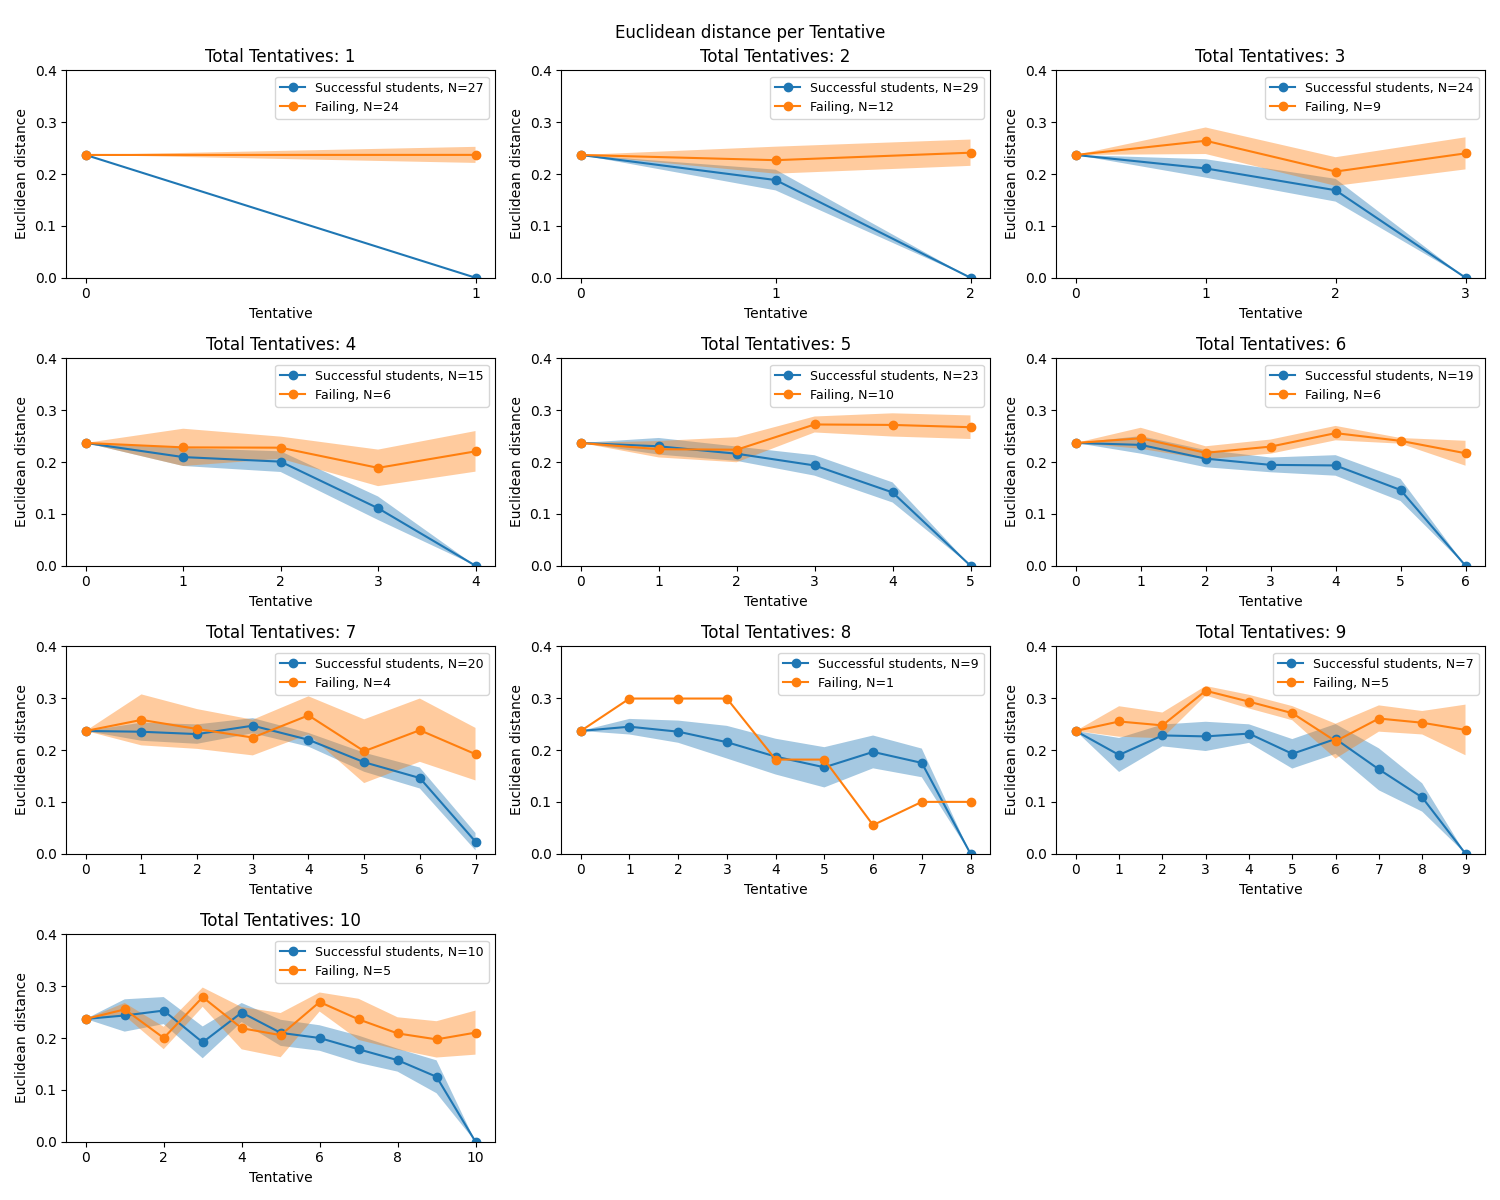 Euclidean distance per Tentative
Total Tentatives: 1
Successful students, N=27
Failing, N=24
Euclidean distance
0.4
0.3
0.2
0.1
0.0
0 1
Tentative
Total Tentatives: 2
Successful students, N=29
Failing, N=12
Euclidean distance
0.4
0.3
0.2
0.1
0.0
0 1 2
Tentative
Total Tentatives: 3
Successful students, N=24
Failing, N=9
Euclidean distance
0.4
0.3
0.2
0.1
0.0
0 1 2 3
Tentative
Total Tentatives: 4
Successful students, N=15
Failing, N=6
Euclidean distance
0.4
0.3
0.2
0.1
0.0
0 1 2 3 4
Tentative
Total Tentatives: 5
Successful students, N=23
Failing, N=10
Euclidean distance
0.4
0.3
0.2
0.1
0.0
0 1 2 3 4 5
Tentative
Total Tentatives: 6
Successful students, N=19
Failing, N=6
Euclidean distance
0.4
0.3
0.2
0.1
0.0
0 1 2 3 4 5 6
Tentative
Total Tentatives: 7
Successful students, N=20
Failing, N=4
Euclidean distance
0.4
0.3
0.2
0.1
0.0
0 1 2 3 4 5 6 7
Tentative
Total Tentatives: 8
Successful students, N=9
Failing, N=1
Euclidean distance
0.4
0.3
0.2
0.1
0.0
0 1 2 3 4 5 6 7 8
Tentative
Total Tentatives: 9
Successful students, N=7
Failing, N=5
Euclidean distance
0.4
0.3
0.2
0.1
0.0
0 1 2 3 4 5 6 7 8 9
Tentative
Total Tentatives: 10
Successful students, N=10
Failing, N=5
Euclidean distance
0.4
0.3
0.2
0.1
0.0
0 2 4 6 8 10
Tentative